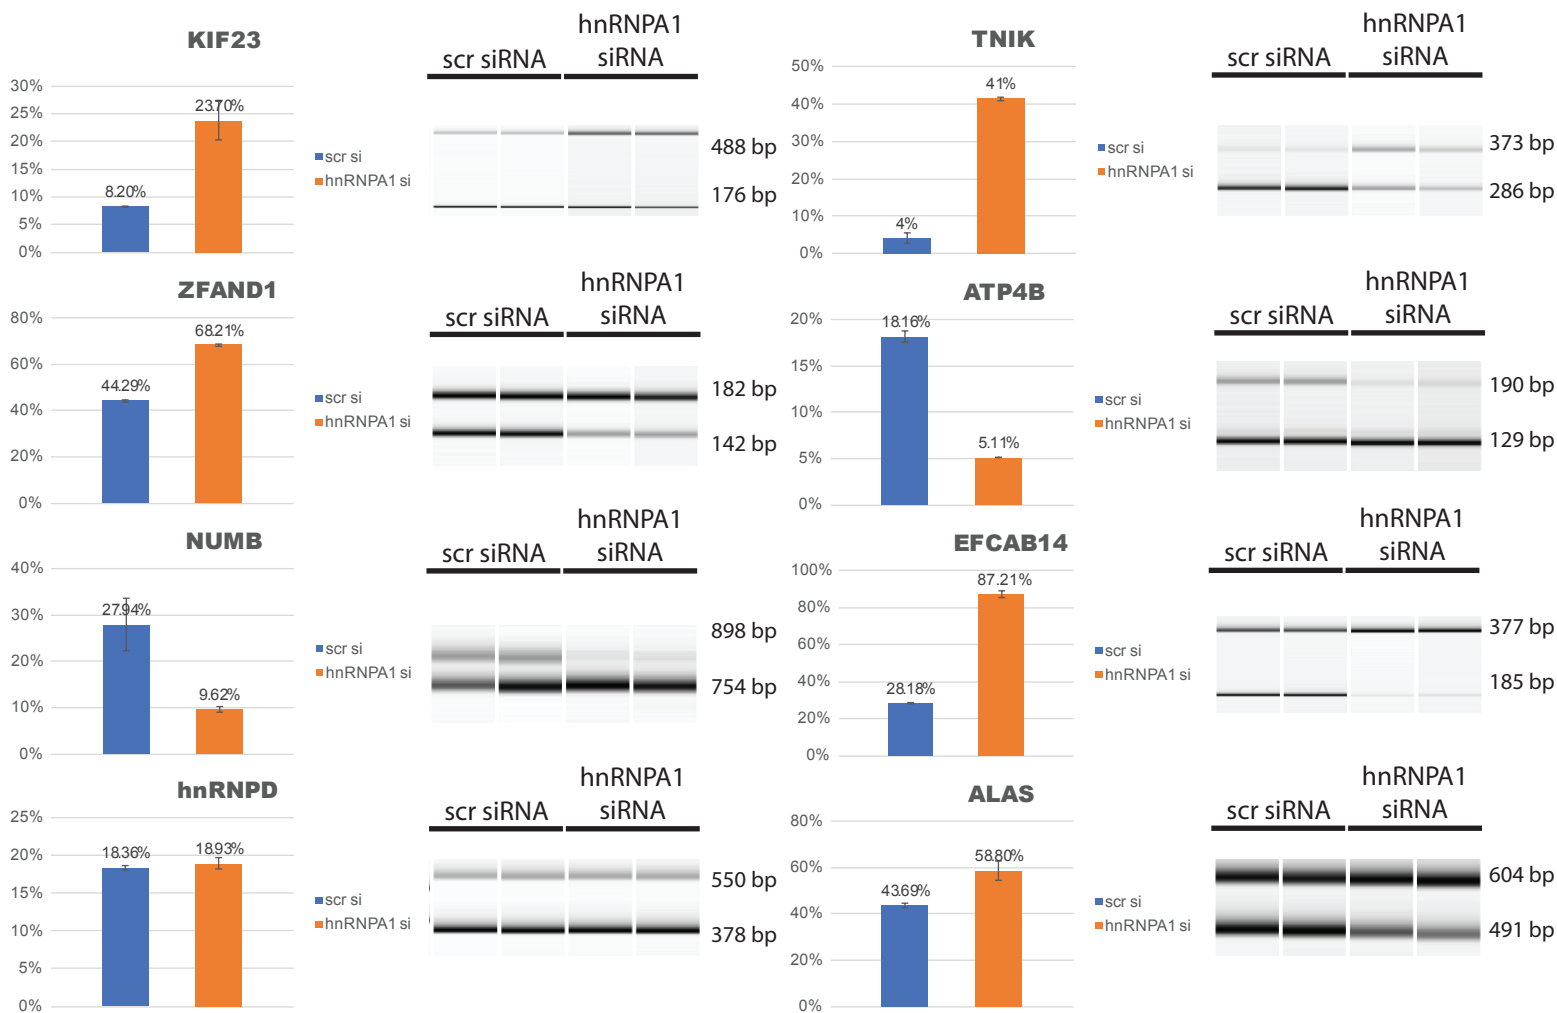 KIF23
30%
25%
20%
15%
10%
5%
0%
8.20%
23.70%
scr si
hnRNPA1 si
scr siRNA
hnRNPA1
siRNA
488 bp
176 bp
TNIK
50%
40%
30%
20%
10%
0%
4%
41%
scr si
hnRNPA1 si
scr siRNA
hnRNPA1
siRNA
373 bp
286 bp
ZFAND1
80%
60%
40%
20%
0%
44.29%
68.21%
scr si
hnRNPA1 si
scr siRNA
hnRNPA1
siRNA
182 bp
142 bp
ATP4B
20%
15%
10%
5%
0%
18.16%
5.11%
scr si
hnRNPA1 si
scr siRNA
hnRNPA1
siRNA
190 bp
129 bp
NUMB
40%
30%
20%
10%
0%
27.94%
9.62%
scr si
hnRNPA1 si
scr siRNA
hnRNPA1
siRNA
898 bp
754 bp
EFCAB14
100%
80%
60%
40%
20%
0%
28.18%
87.21%
scr si
hnRNPA1 si
scr siRNA
hnRNPA1
siRNA
377 bp
185 bp
hnRNPD
25%
20%
15%
10%
5%
0%
18.36%
18.93%
scr si
hnRNPA1 si
scr siRNA
hnRNPA1
siRNA
550 bp
378 bp
ALAS
80%
60%
40%
20%
0%
43.69%
58.80%
scr si
hnRNPA1 si
scr siRNA
hnRNPA1
siRNA
604 bp
491 bp